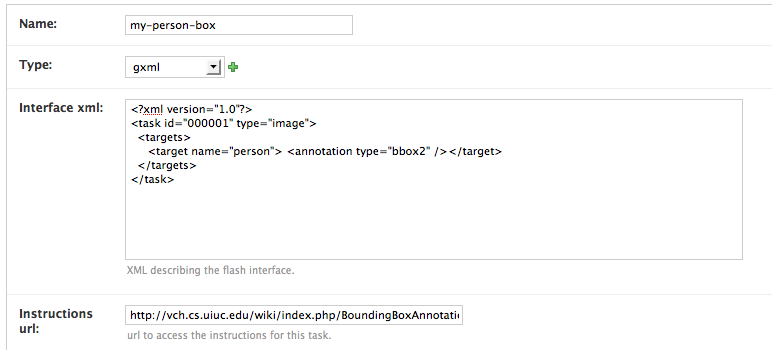 Name: my-person-box
Type: gxml
Interface xml: <?xml version="1.0"?>
<task id="000001" type="image">
<targets>
<target name="person"> <annotation type="bbox2" /></target>
</targets>
</task>
XML describing the flash interface.
Instructions url: http://vch.cs.uiuc.edu/wiki/index.php/BoundingBoxAnnotati
url to access the instructions for this task.